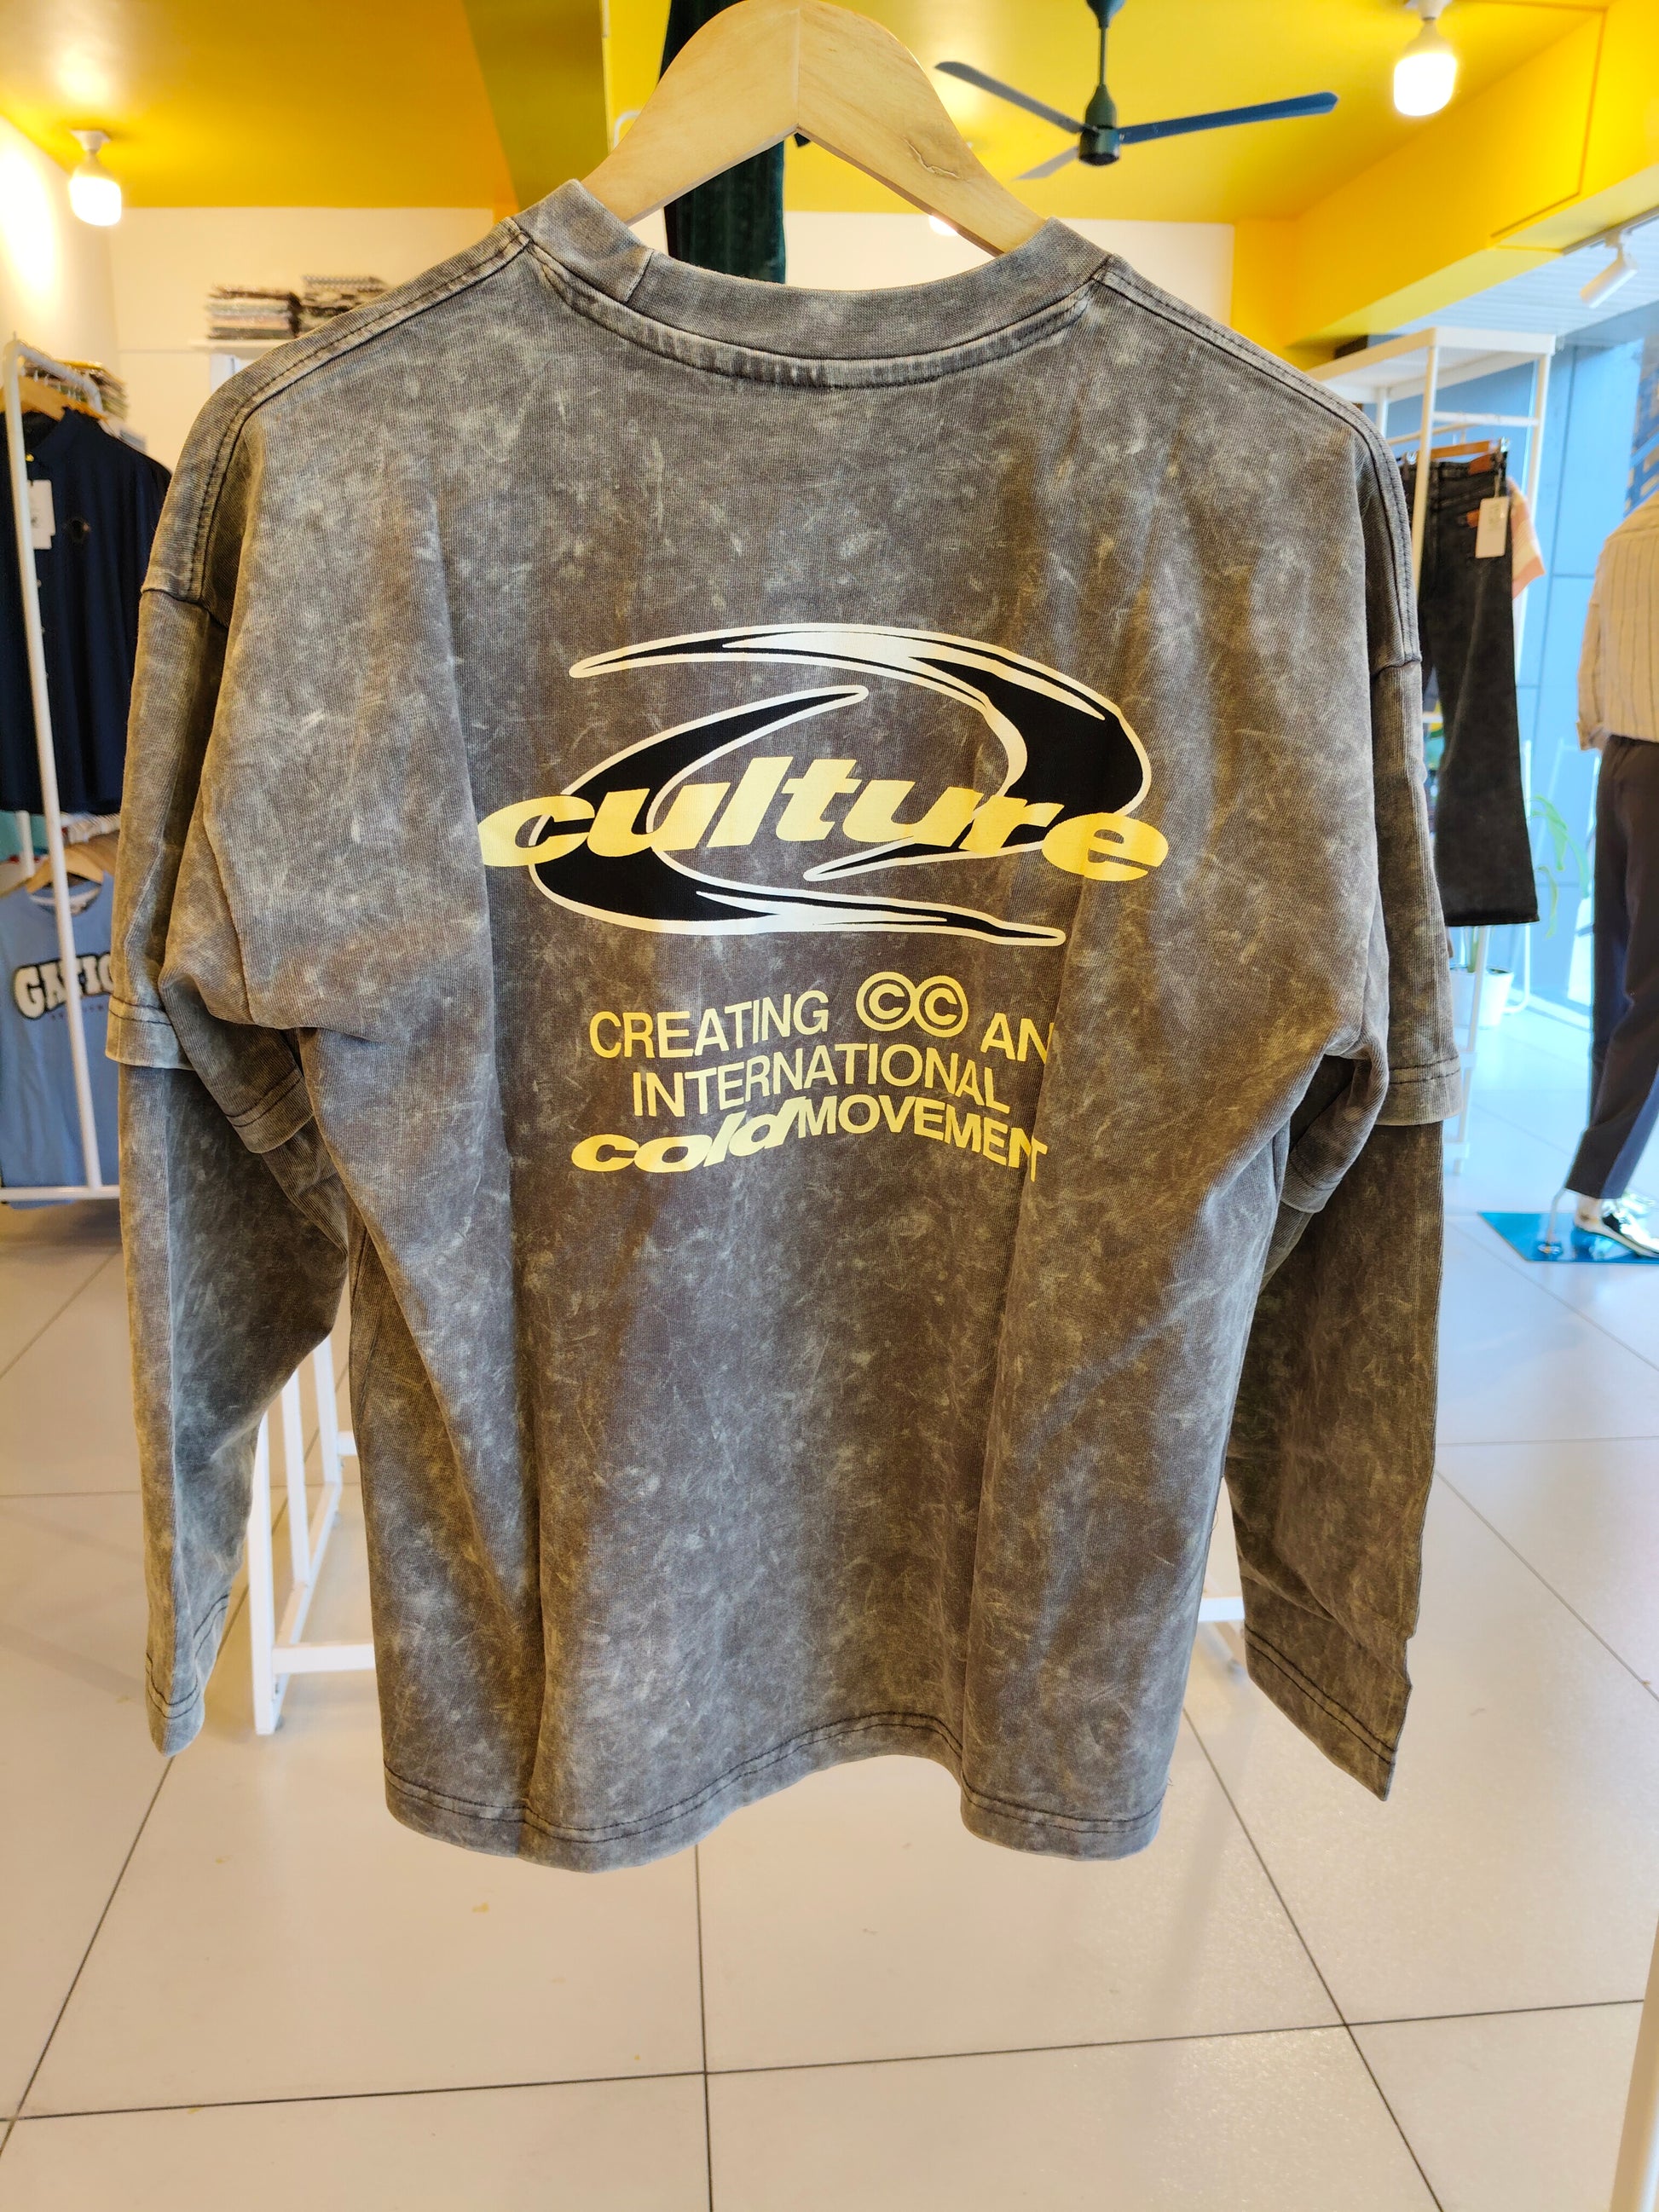 culture
CREATING ©© AN
INTERNATIONAL
cold MOVEMENT